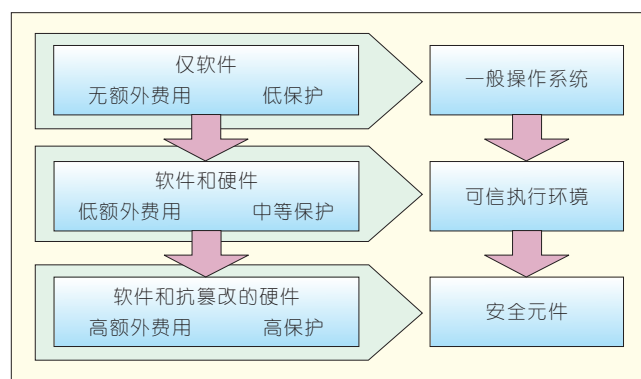 仅软件
无额外费用 低保护
一般操作系统
软件和硬件
低额外费用 中等保护
可信执行环境
软件和抗篡改的硬件
高额外费用 高保护
安全元件